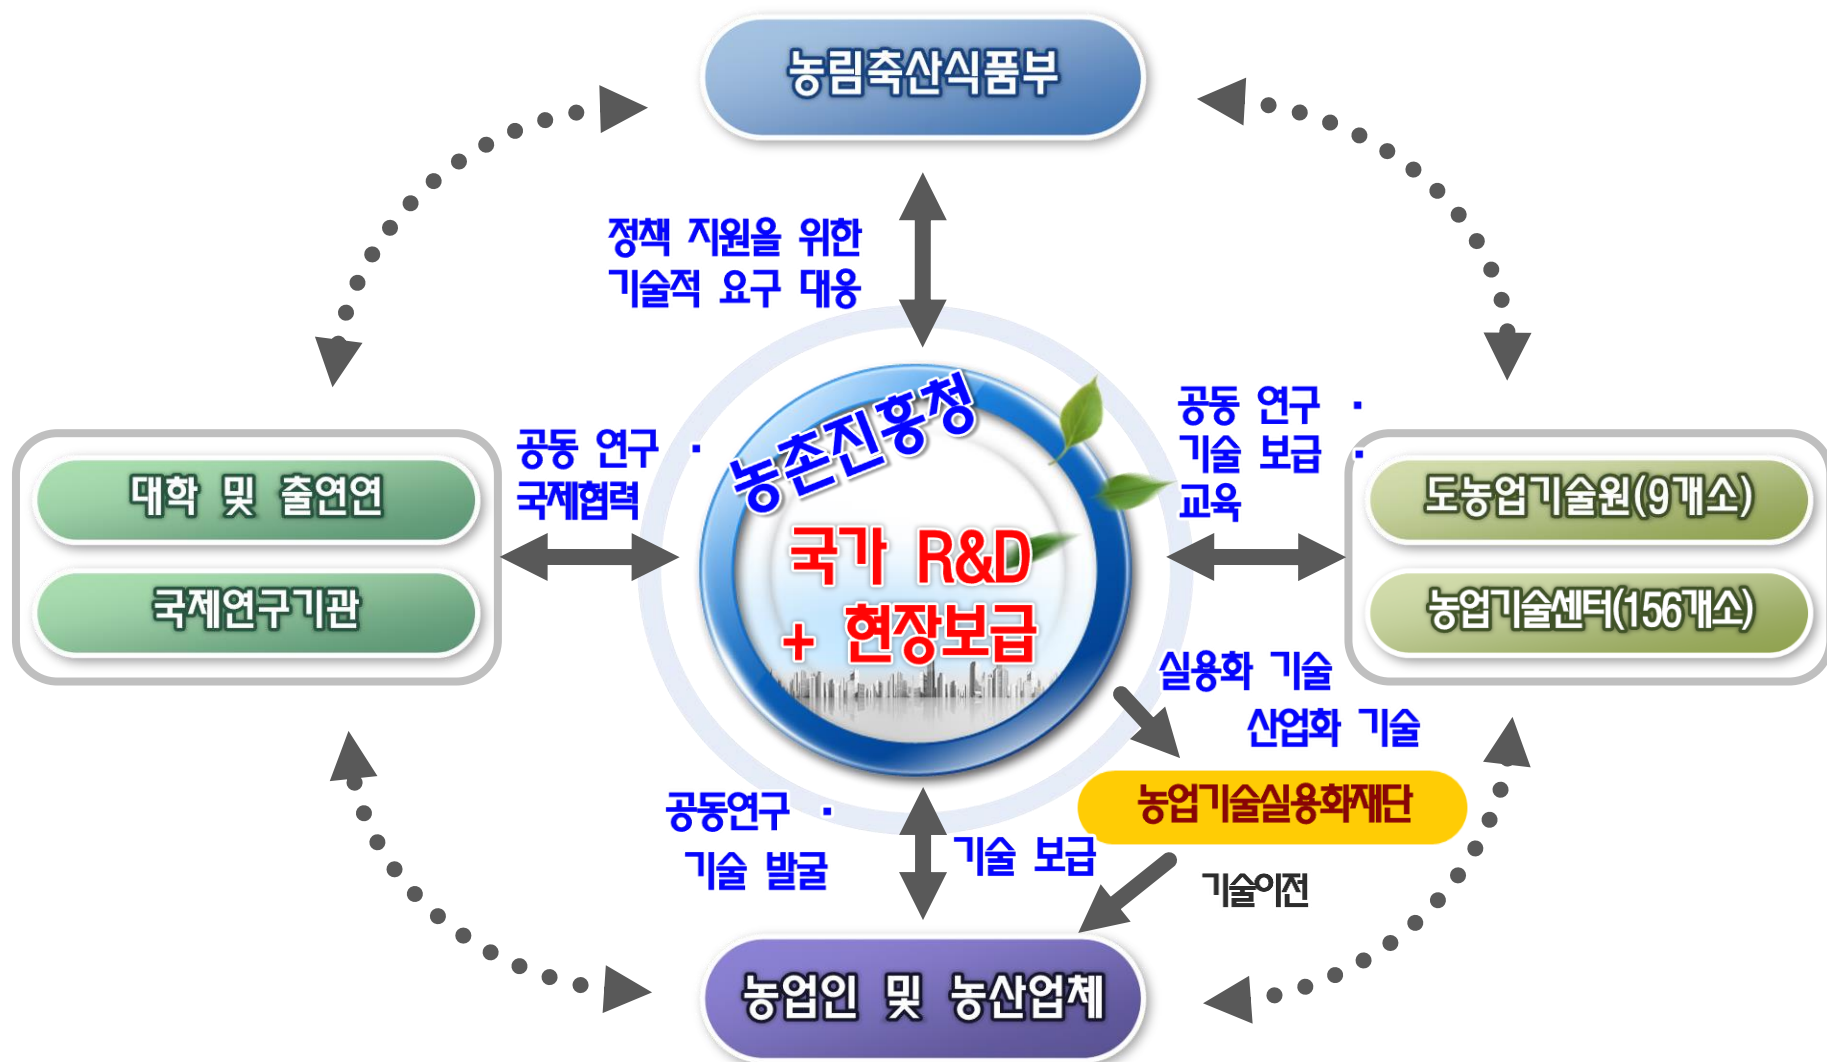 농림축산식품부
정책 지원을 위한
기술적 요구 대응
농촌진흥청
국가 R&D
+ 현장보급
공동 연구 ·
국제협력
대학 및 출연연
국제연구기관
공동 연구 ·
기술 보급 ·
교육
도농업기술원(9개소)
농업기술센터(156개소)
실용화 기술
산업화 기술
농업기술실용화재단
기술이전
공동연구 ·
기술 발굴
기술 보급
농업인 및 농산업체